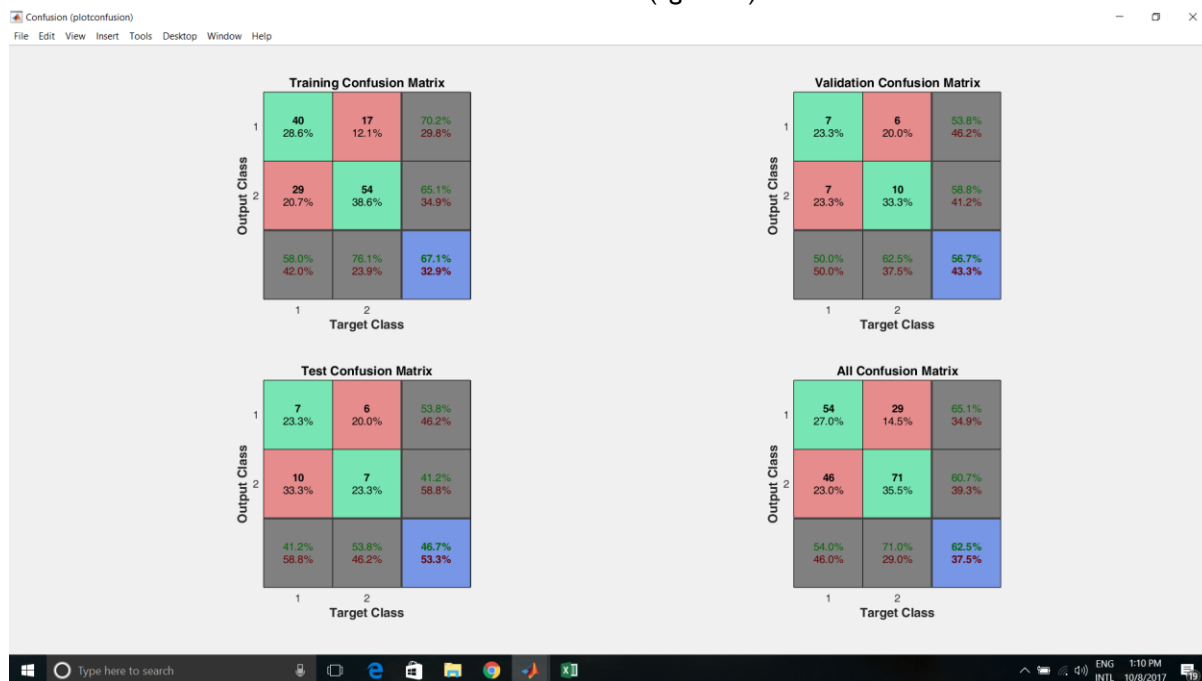 Confusion (plotconfusion)
File Edit View Insert Tools Desktop Window Help
Training Confusion Matrix
1 40 17 70.2%
28.6% 12.1% 29.8%
2 29 54 65.1%
20.7% 38.6% 34.9%
58.0% 76.1% 67.1%
42.0% 23.9% 32.9%
1 2
Output Class
Target Class
Validation Confusion Matrix
1 7 6 53.8%
23.3% 20.0% 46.2%
2 7 10 58.8%
23.3% 33.3% 41.2%
50.0% 62.5% 56.7%
50.0% 37.5% 43.3%
1 2
Output Class
Target Class
Test Confusion Matrix
1 7 6 53.8%
23.3% 20.0% 46.2%
2 10 7 41.2%
33.3% 23.3% 58.8%
41.2% 53.8% 46.7%
58.8% 46.2% 53.3%
1 2
Output Class
Target Class
All Confusion Matrix
1 54 29 65.1%
27.0% 14.5% 34.9%
2 46 71 60.7%
23.0% 35.5% 39.3%
54.0% 71.0% 62.5%
46.0% 29.0% 37.5%
1 2
Output Class
Target Class
Type here to search
ENG 1:10 PM
INTL 10/8/2017
19